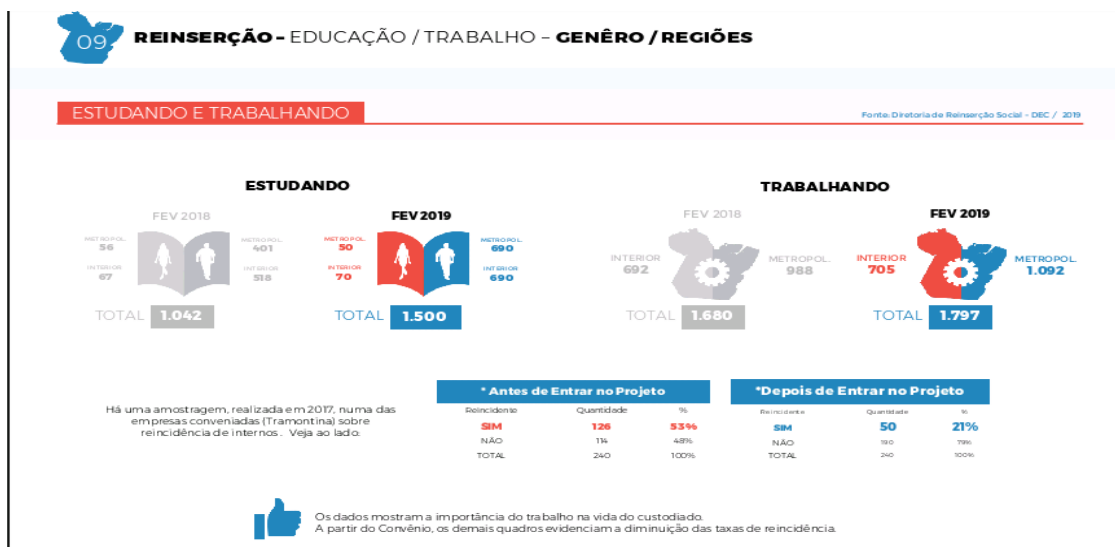 09 REINSERÇÃO - EDUCAÇÃO / TRABALHO - GENÊRO / REGIÕES
ESTUDANDO E TRABALHANDO
Fonte: Diretoria de Reinserção Social - DEC / 2019
ESTUDANDO
FEV 2018
METROPOL.
56
INTERIOR
67
METROPOL.
401
INTERIOR
518
TOTAL 1.042
FEV 2019
METROPOL.
50
INTERIOR
70
METROPOL.
690
INTERIOR
690
TOTAL 1.500
TRABALHANDO
FEV 2018
INTERIOR
692
METROPOL.
988
TOTAL 1.680
FEV 2019
INTERIOR
705
METROPOL.
1.092
TOTAL 1.797
Há uma amostragem, realizada em 2017, numa das
empresas conveniadas (Tramontina) sobre
reincidência de internos. Veja ao lado:
* Antes de Entrar no Projeto
Reincidente Quantidade %
SIM 126 53%
NÃO 114 48%
TOTAL 240 100%
*Depois de Entrar no Projeto
Reincidente Quantidade %
SIM 50 21%
NÃO 190 79%
TOTAL 240 100%
Os dados mostram a importância do trabalho na vida do custodiado.
A partir do Convênio, os demais quadros evidenciam a diminuição das taxas de reincidência.